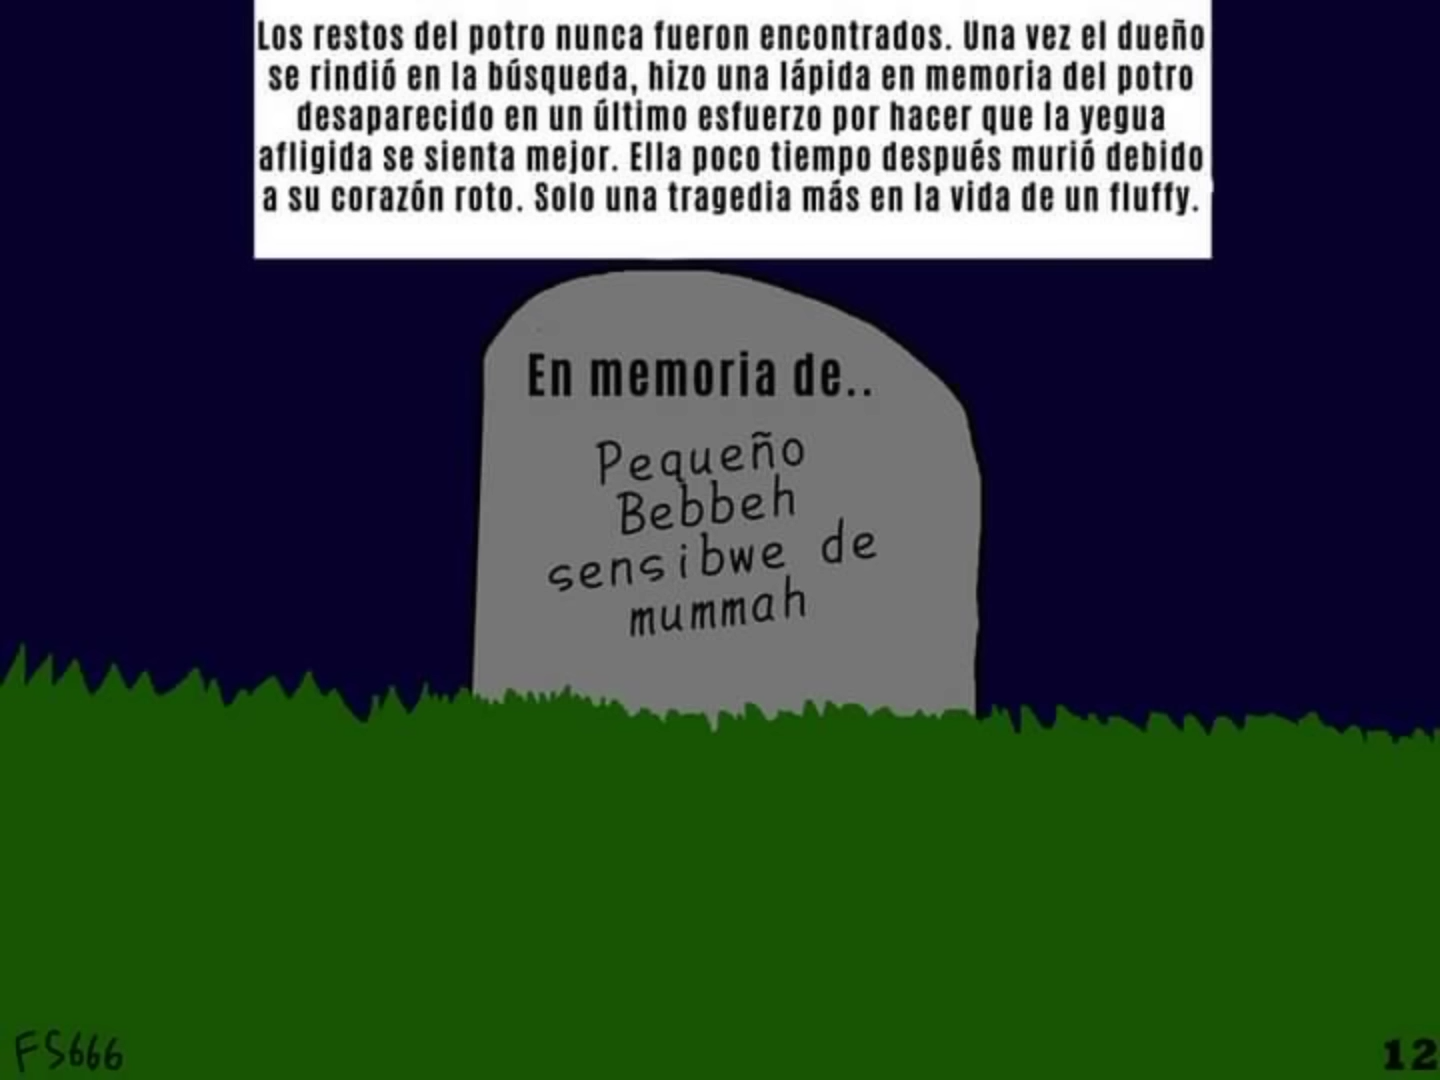 Los restos del potro nunca fueron encontrados. Una vez el dueño
se rindió en la búsqueda, hizo una lápida en memoria del potro
desaparecido en un último esfuerzo por hacer que la yegua
afligida se sienta mejor. Ella poco tiempo después murió debido
a su corazón roto. Solo una tragedia más en la vida de un fluffy.
En memoria de..
Pequeño
Bebbeh
sensibwe de
mummah
FS666
12